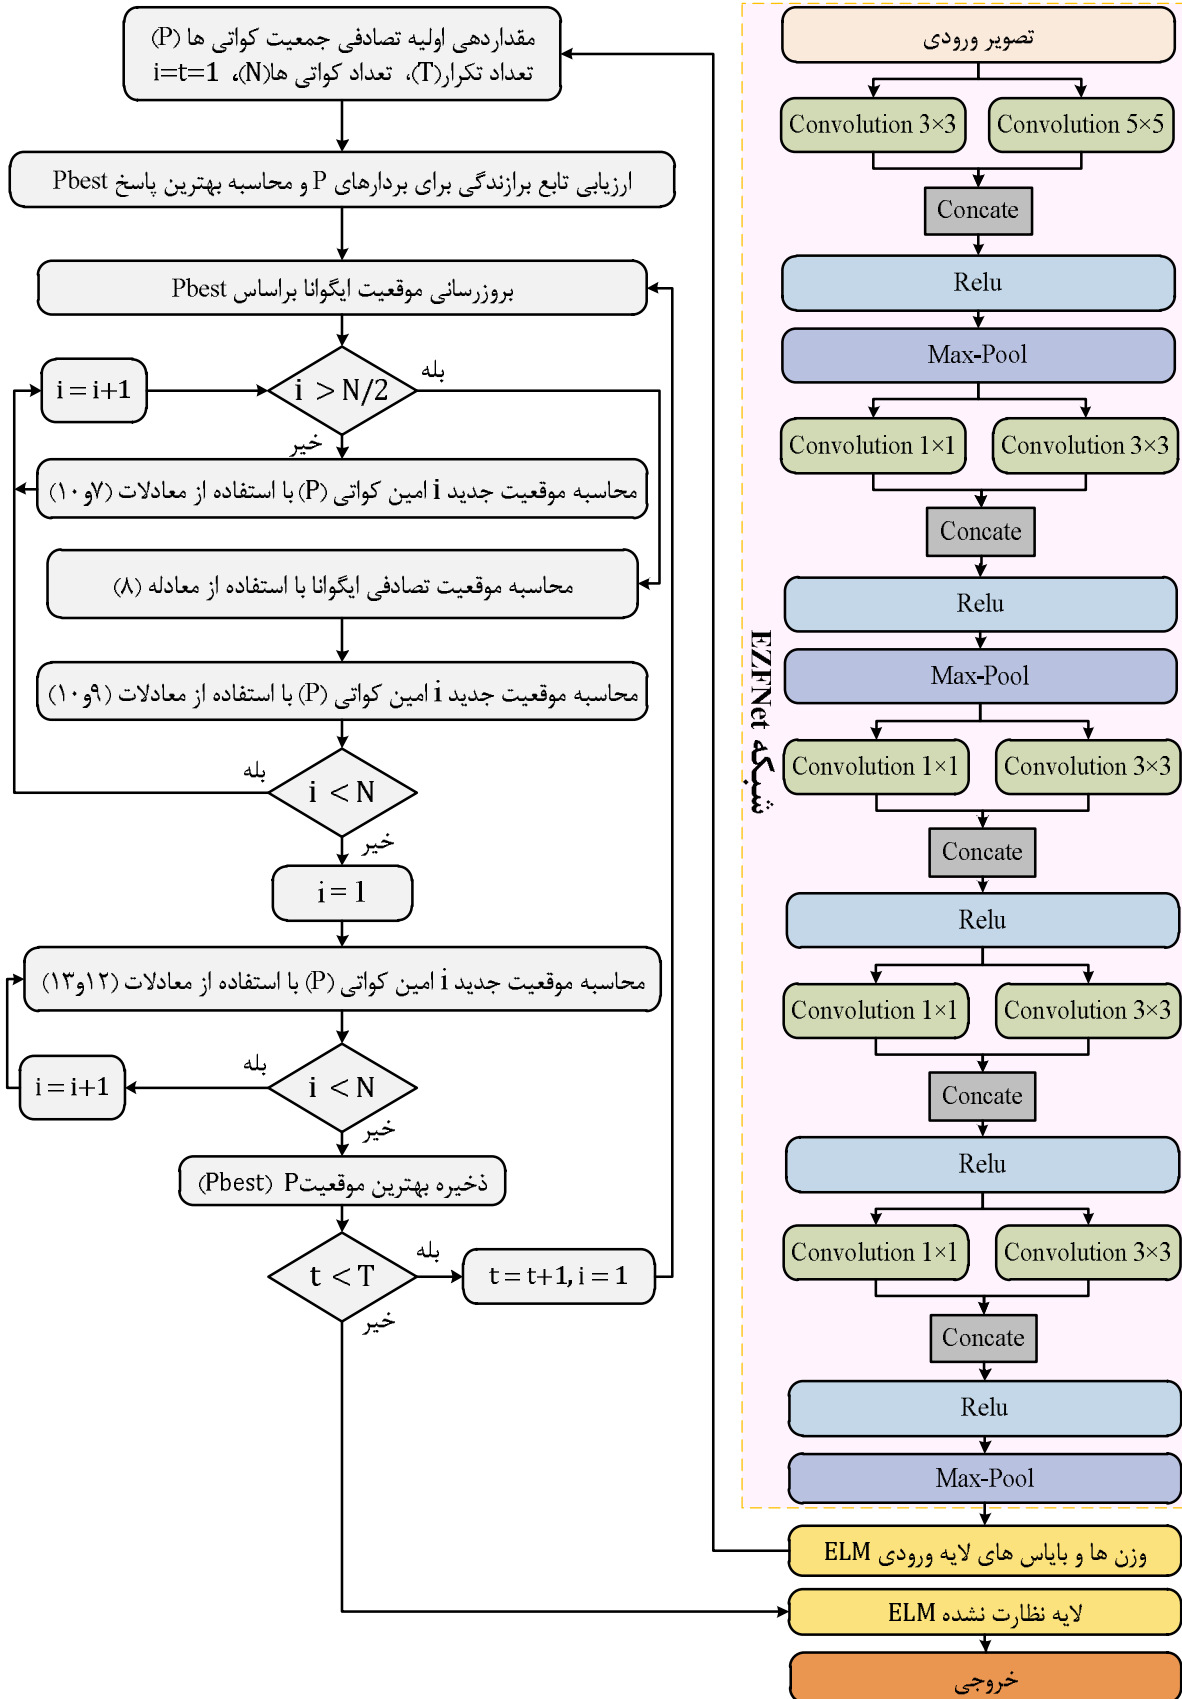 مقداردهی اولیه تصادفی جمعیت کواتی ها (P)
تعداد تکرار(T)، تعداد کواتی ها(N)، i=t=1
ارزیابی تابع برازندگی برای بردارهای P و محاسبه بهترین پاسخ Pbest
بروزرسانی موقعیت ایگوانا براساس Pbest
i > N/2
بله
خیر
i = i+1
محاسبه موقعیت جدید i امین کواتی (P) با استفاده از معادلات (۷و۱۰)
محاسبه موقعیت تصادفی ایگوانا با استفاده از معادله (۸)
محاسبه موقعیت جدید i امین کواتی (P) با استفاده از معادلات (۹و۱۰)
i < N
بله
خیر
i = 1
محاسبه موقعیت جدید i امین کواتی (P) با استفاده از معادلات (۱۲و۱۳)
i < N
بله
خیر
i = i+1
ذخیره بهترین موقعیت P (Pbest)
t < T
بله
خیر
t = t+1, i = 1
تصویر ورودی
Convolution 3×3
Convolution 5×5
Concate
Relu
Max-Pool
Convolution 1×1
Convolution 3×3
Concate
Relu
Max-Pool
Convolution 1×1
Convolution 3×3
Concate
Relu
Convolution 1×1
Convolution 3×3
Concate
Relu
Convolution 1×1
Convolution 3×3
Concate
Relu
Max-Pool
شبکه EZFNet
وزن ها و بایاس های لایه ورودی ELM
لایه نظارت نشده ELM
خروجی